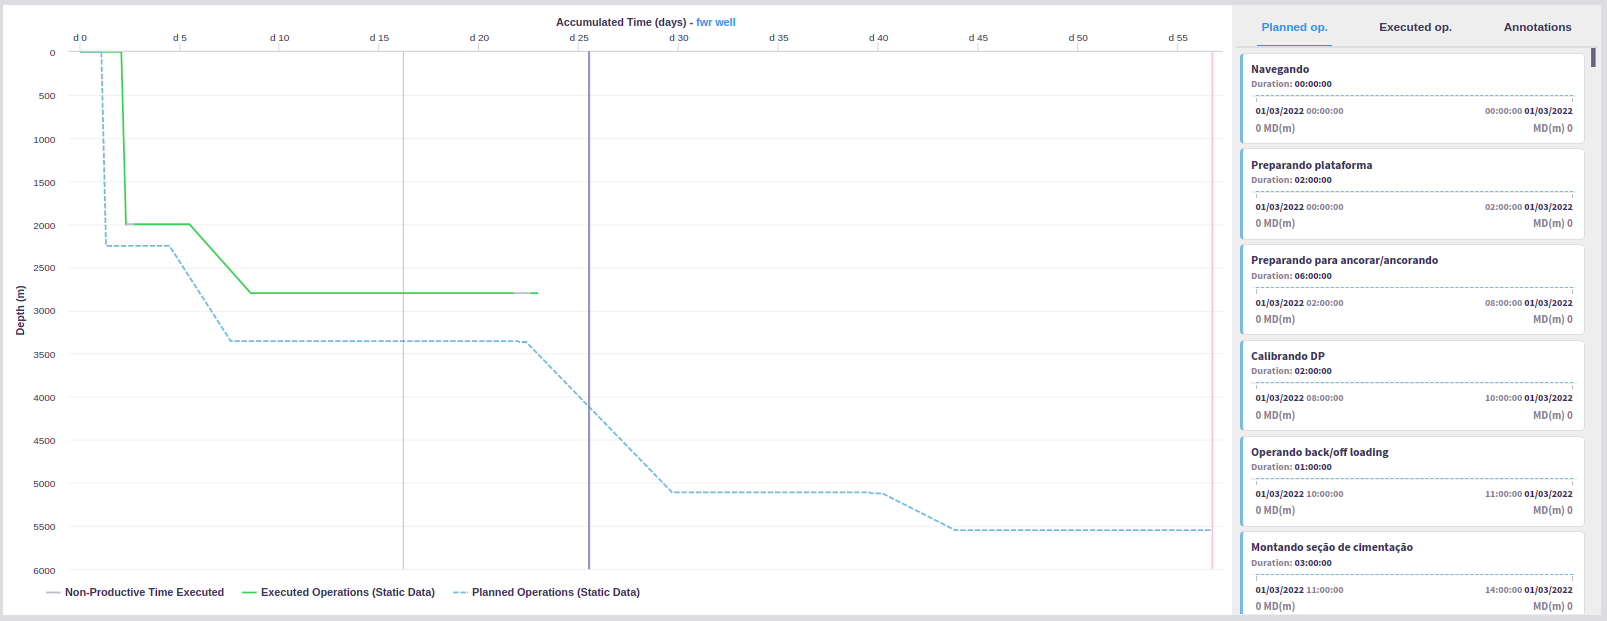 Accumulated Time (days) - fwr well
d 0 d 5 d 10 d 15 d 20 d 25 d 30 d 35 d 40 d 45 d 50 d 55
0
500
1000
1500
2000
2500
3000
3500
4000
4500
5000
5500
6000
Depth (m)
Non-Productive Time Executed Executed Operations (Static Data) Planned Operations (Static Data)
Planned op. Executed op. Annotations
Navegando
Duration: 00:00:00
01/03/2022 00:00:00 00:00:00 01/03/2022
0 MD(m) MD(m) 0
Preparando plataforma
Duration: 02:00:00
01/03/2022 00:00:00 02:00:00 01/03/2022
0 MD(m) MD(m) 0
Preparando para ancorar/ancorando
Duration: 06:00:00
01/03/2022 02:00:00 08:00:00 01/03/2022
0 MD(m) MD(m) 0
Calibrando DP
Duration: 02:00:00
01/03/2022 08:00:00 10:00:00 01/03/2022
0 MD(m) MD(m) 0
Operando back/off loading
Duration: 01:00:00
01/03/2022 10:00:00 11:00:00 01/03/2022
0 MD(m) MD(m) 0
Montando seção de cimentação
Duration: 03:00:00
01/03/2022 11:00:00 14:00:00 01/03/2022
0 MD(m) MD(m) 0